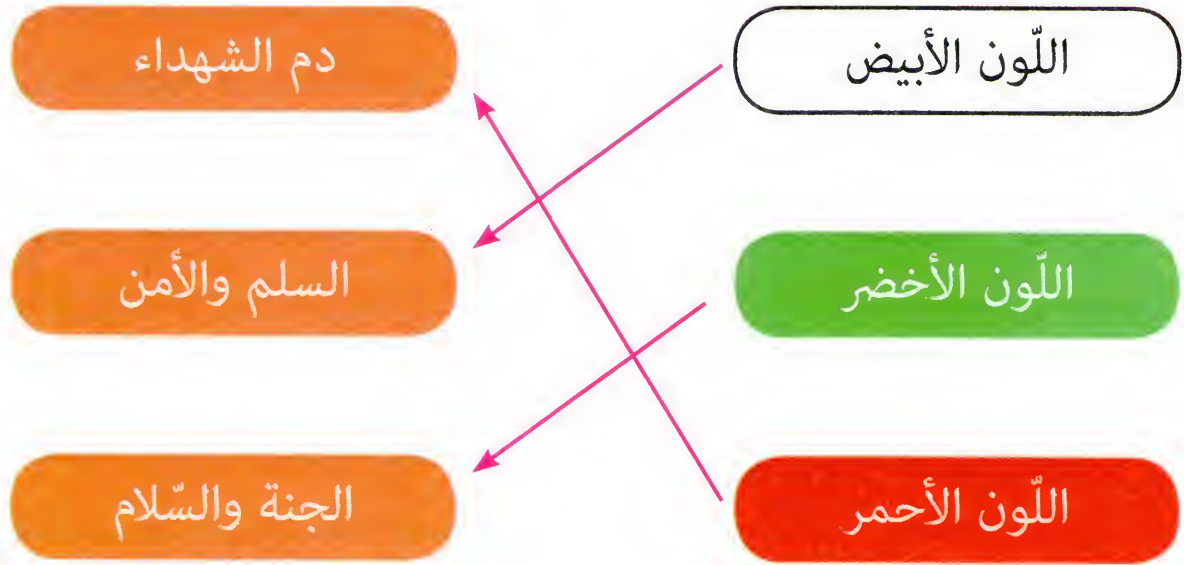 اللّون الأبيض
دم الشهداء
اللّون الأخضر
السلم والأمن
اللّون الأحمر
الجنة والسّلام